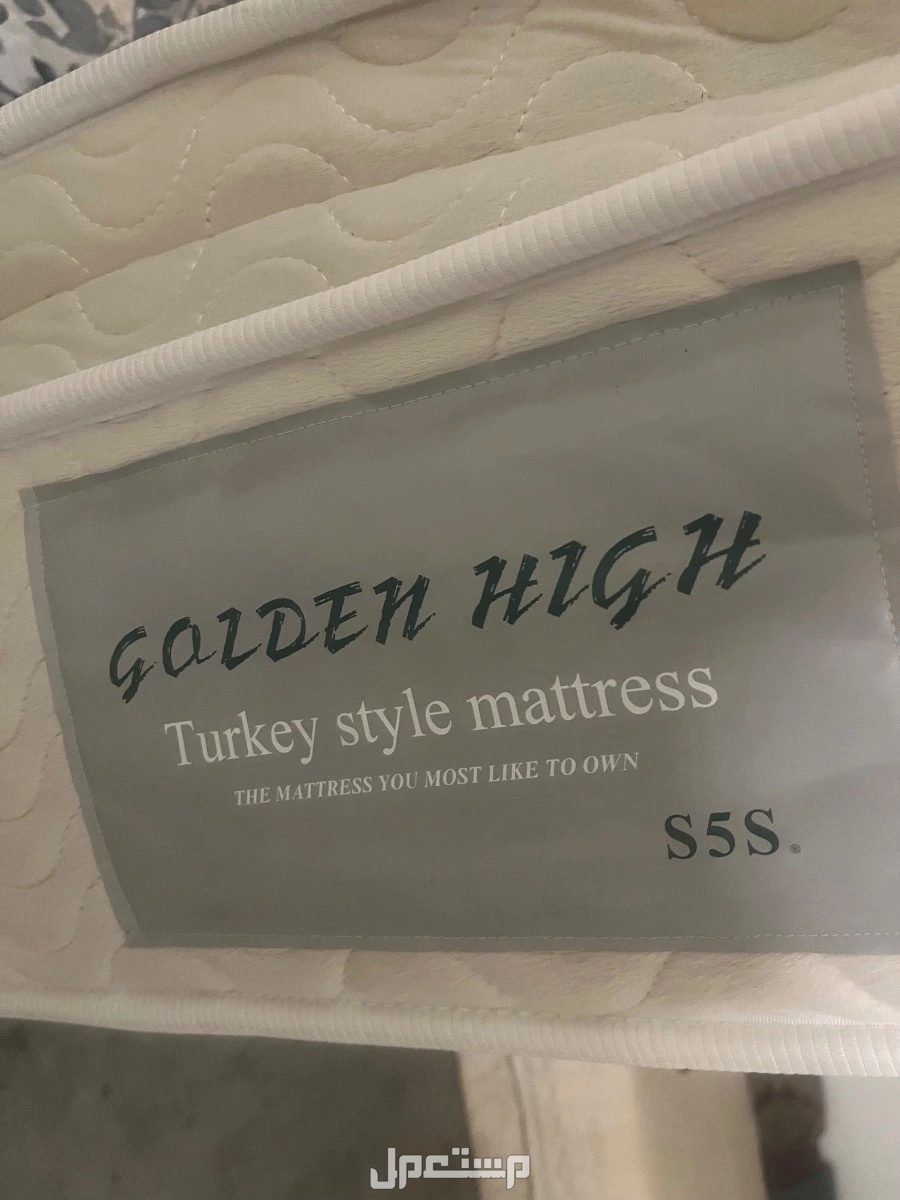 GOLDEN HIGH
Turkey style mattress
THE MATTRESS YOU MOST LIKE TO OWN
S5S®
مستعمل